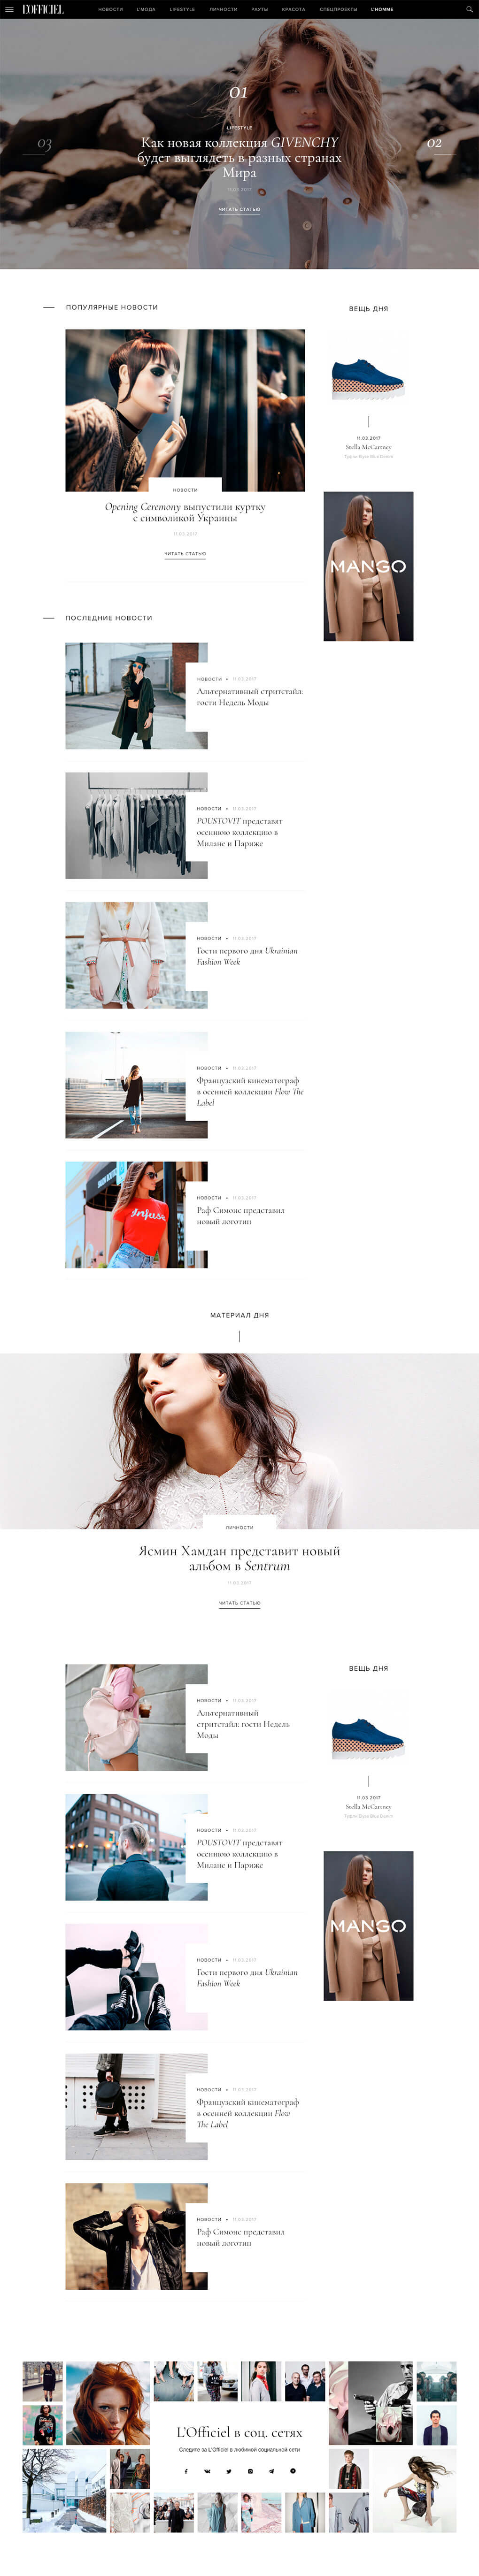 L'OFFICIEL
НОВОСТИ
L'МОДА
LIFESTYLE
ЛИЧНОСТИ
РАУТЫ
КРАСОТА
СПЕЦПРОЕКТЫ
L'HOMME
01
03
02
LIFESTYLE
Как новая коллекция GIVENCHY
будет выглядеть в разных странах
Мира
11.03.2017
ЧИТАТЬ СТАТЬЮ
ПОПУЛЯРНЫЕ НОВОСТИ
НОВОСТИ
Opening Ceremony выпустили куртку
с символикой Украины
11.03.2017
ЧИТАТЬ СТАТЬЮ
ВЕЩЬ ДНЯ
11.03.2017
Stella McCartney
MANGO
ПОСЛЕДНИЕ НОВОСТИ
НОВОСТИ • 11.03.2017
Альтернативный стритстайл:
гости Недель Моды
НОВОСТИ • 11.03.2017
POUSTOVIT представят
осеннюю коллекцию в
Милане и Париже
НОВОСТИ • 11.03.2017
Гости первого дня Ukrainian
Fashion Week
НОВОСТИ • 11.03.2017
Французский кинематограф
в осенней коллекции Flow The
Label
Infuse
НОВОСТИ • 11.03.2017
Раф Симонс представил
новый логотип
МАТЕРИАЛ ДНЯ
ЛИЧНОСТИ
Ясмин Хамдан представит новый
альбом в Sentrum
11.03.2017
ЧИТАТЬ СТАТЬЮ
НОВОСТИ • 11.03.2017
Альтернативный
стритстайл: гости Недель
Моды
НОВОСТИ • 11.03.2017
POUSTOVIT представят
осеннюю коллекцию в
Милане и Париже
НОВОСТИ • 11.03.2017
Гости первого дня Ukrainian
Fashion Week
НОВОСТИ • 11.03.2017
Французский кинематограф
в осенней коллекции Flow
The Label
НОВОСТИ • 11.03.2017
Раф Симонс представил
новый логотип
ВЕЩЬ ДНЯ
11.03.2017
Stella McCartney
MANGO
L'Officiel в соц. сетях
Следите за L'Officiel в любимой социальной сети